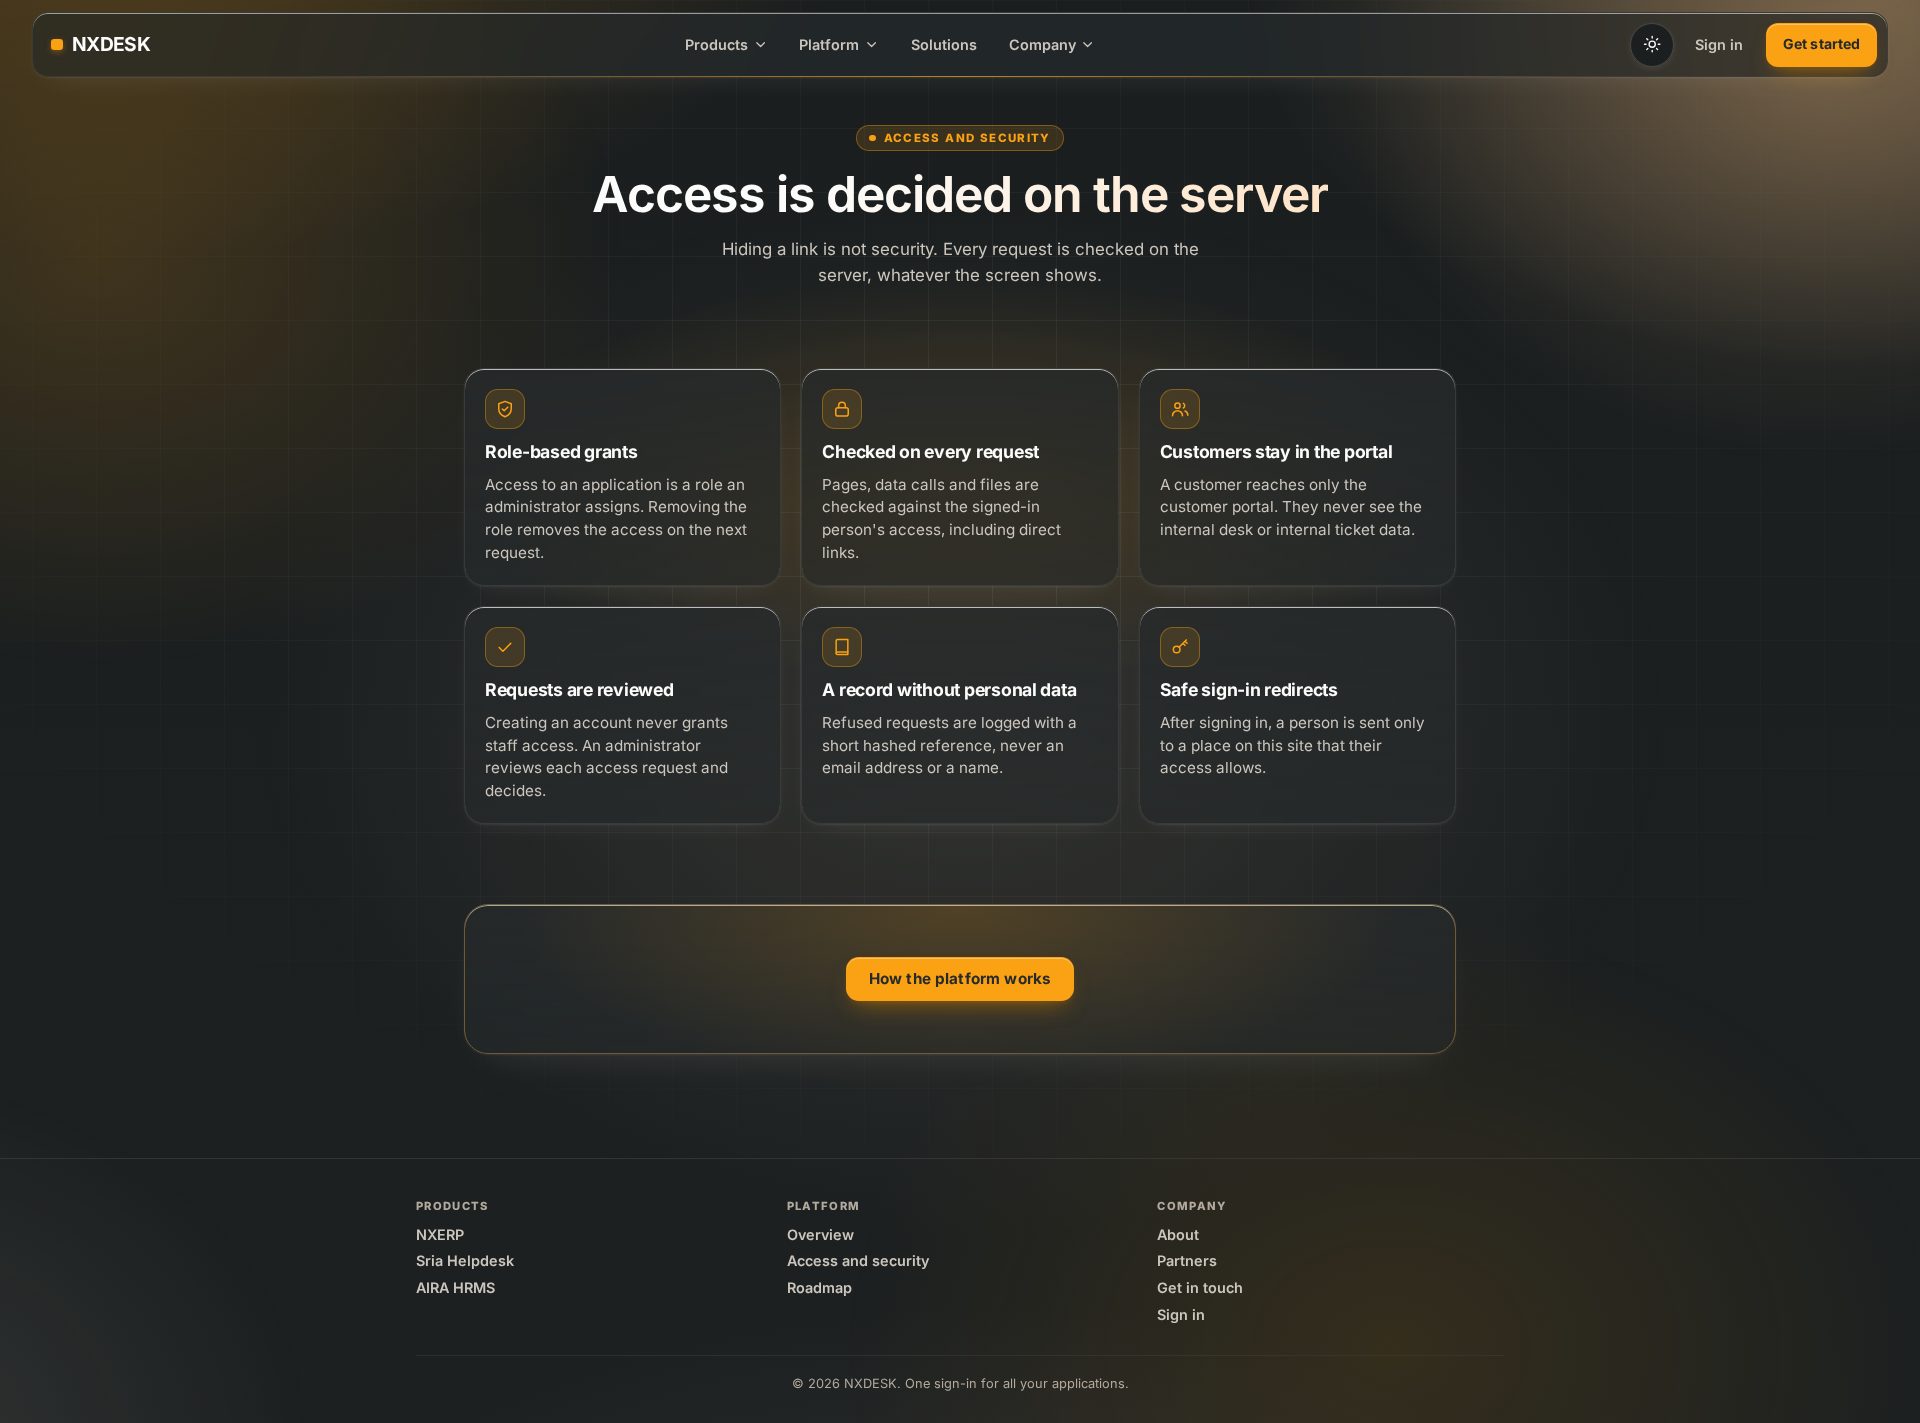 NXDESK
Products
Platform
Solutions
Company
Sign in
Get started
ACCESS AND SECURITY
Access is decided on the server
Hiding a link is not security. Every request is checked on the
server, whatever the screen shows.
Role-based grants
Access to an application is a role an
administrator assigns. Removing the
role removes the access on the next
request.
Checked on every request
Pages, data calls and files are
checked against the signed-in
person's access, including direct
links.
Customers stay in the portal
A customer reaches only the
customer portal. They never see the
internal desk or internal ticket data.
Requests are reviewed
Creating an account never grants
staff access. An administrator
reviews each access request and
decides.
A record without personal data
Refused requests are logged with a
short hashed reference, never an
email address or a name.
Safe sign-in redirects
After signing in, a person is sent only
to a place on this site that their
access allows.
How the platform works
PRODUCTS
NXERP
Sria Helpdesk
AIRA HRMS
PLATFORM
Overview
Access and security
Roadmap
COMPANY
About
Partners
Get in touch
Sign in
© 2026 NXDESK. One sign-in for all your applications.